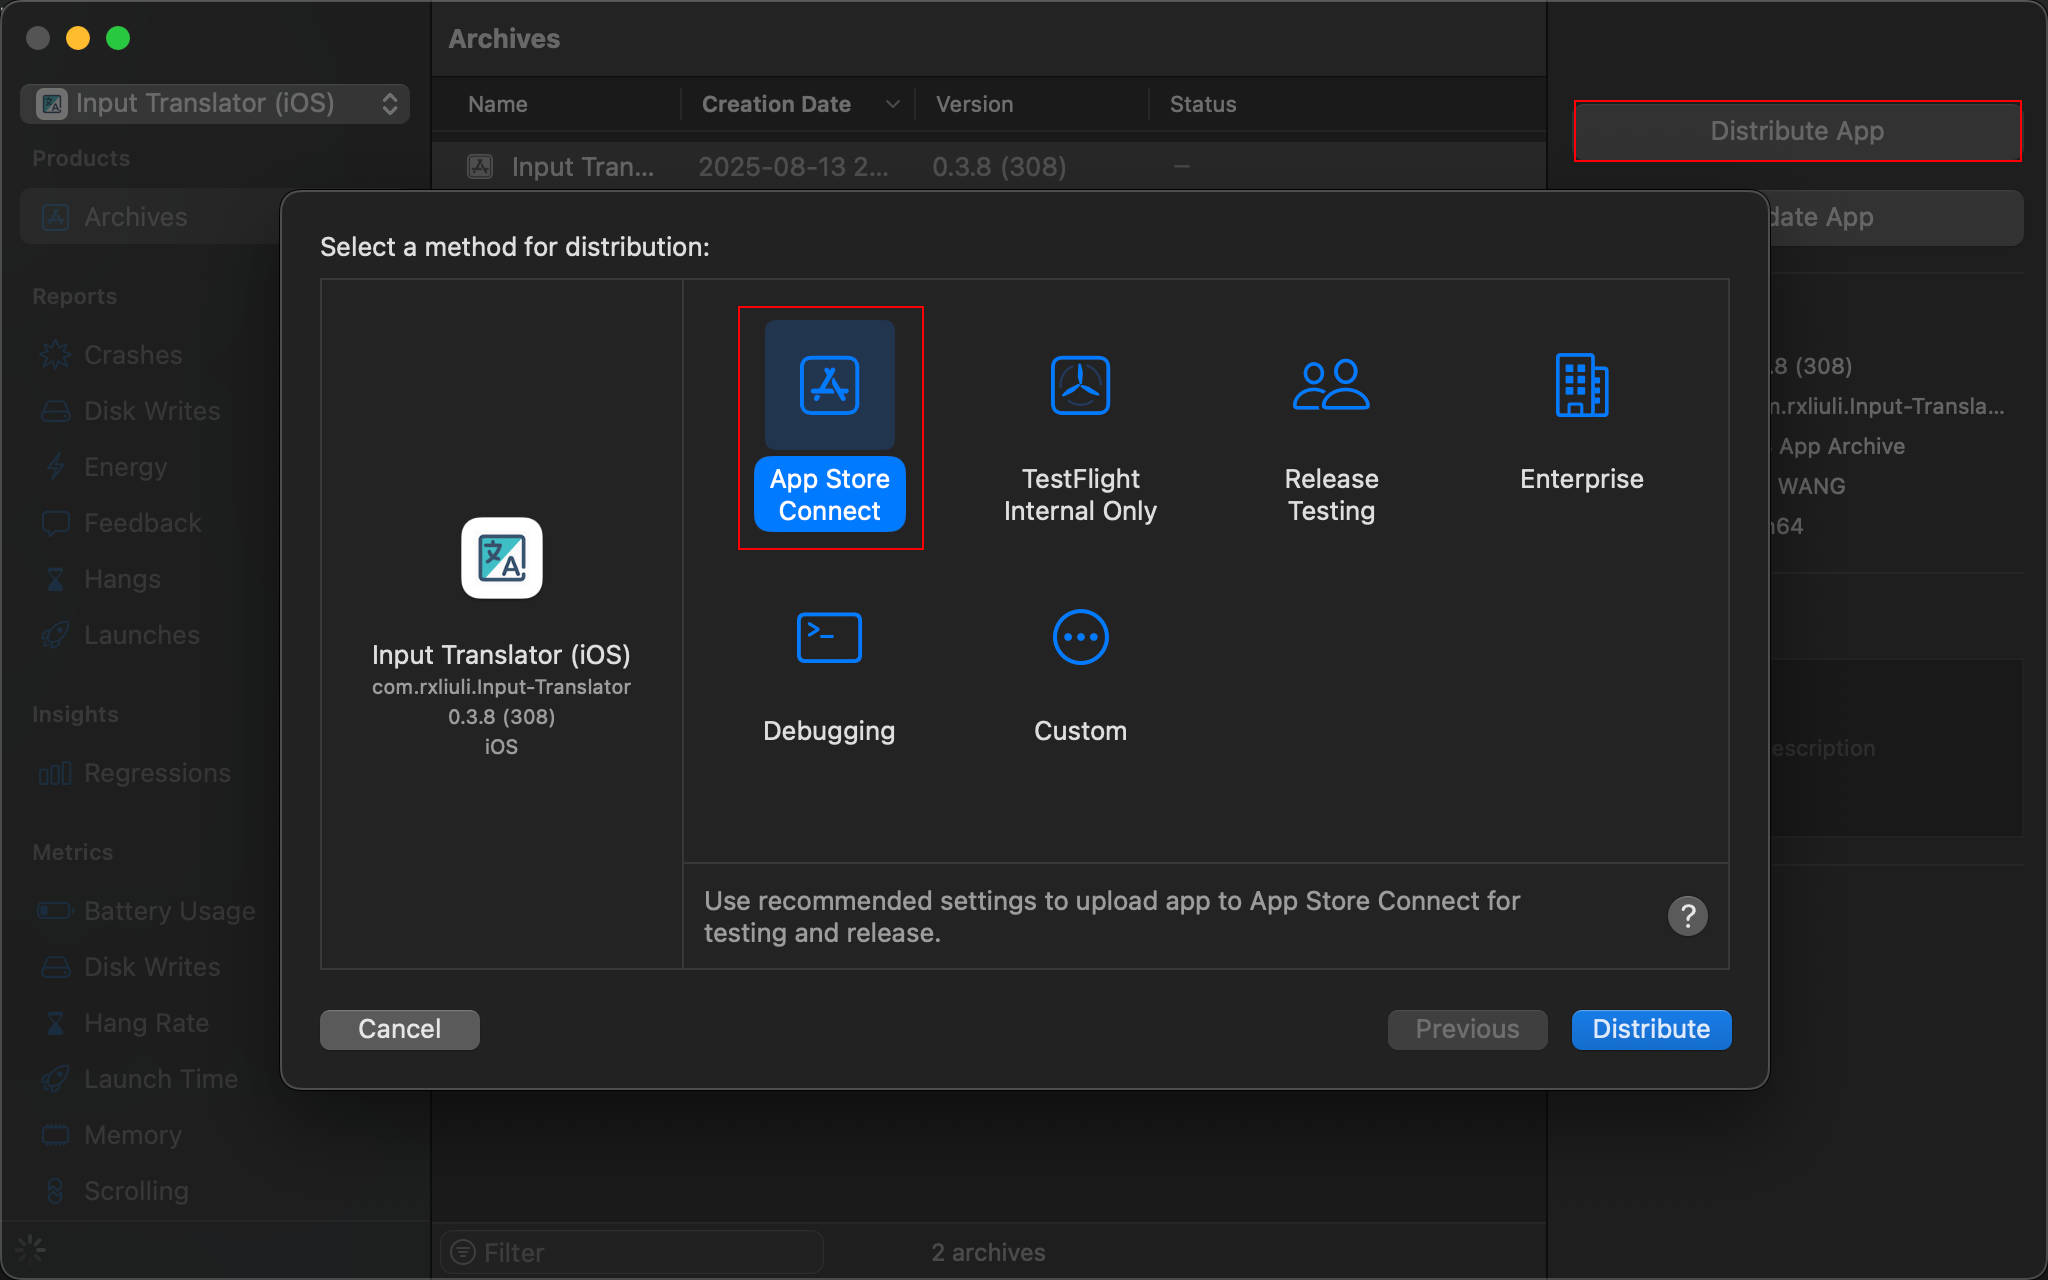 Archives
Input Translator (iOS)
Name
Creation Date
Version
Status
Distribute App
Products
Input Tran...
2025-08-13 2...
0.3.8 (308)
–
Archives
date App
Select a method for distribution:
Reports
Crashes
Disk Writes
Energy
Feedback
Hangs
Launches
Insights
Regressions
Metrics
Battery Usage
Disk Writes
Hang Rate
Launch Time
Memory
Scrolling
文A
Input Translator (iOS)
com.rxliuli.Input-Translator
0.3.8 (308)
iOS
App Store
Connect
TestFlight
Internal Only
Release
Testing
Enterprise
Debugging
Custom
Use recommended settings to upload app to App Store Connect for
testing and release.
?
Cancel
Previous
Distribute
.8 (308)
.rxliuli.Input-Transla...
App Archive
WANG
64
escription
Filter
2 archives